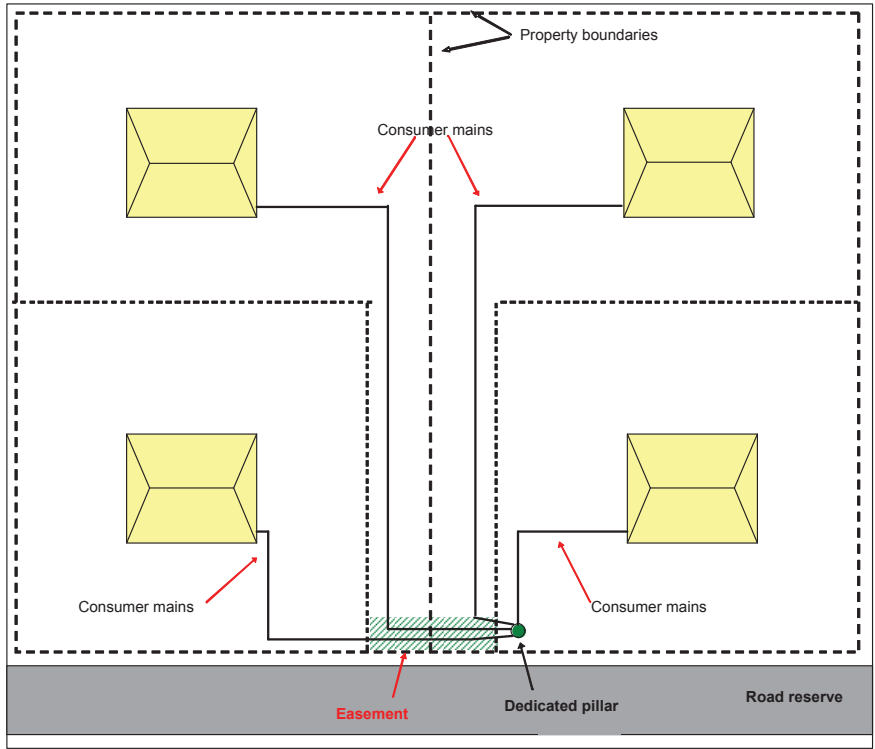 Property boundaries
Consumer mains
Consumer mains
Consumer mains
Easement
Dedicated pillar
Road reserve